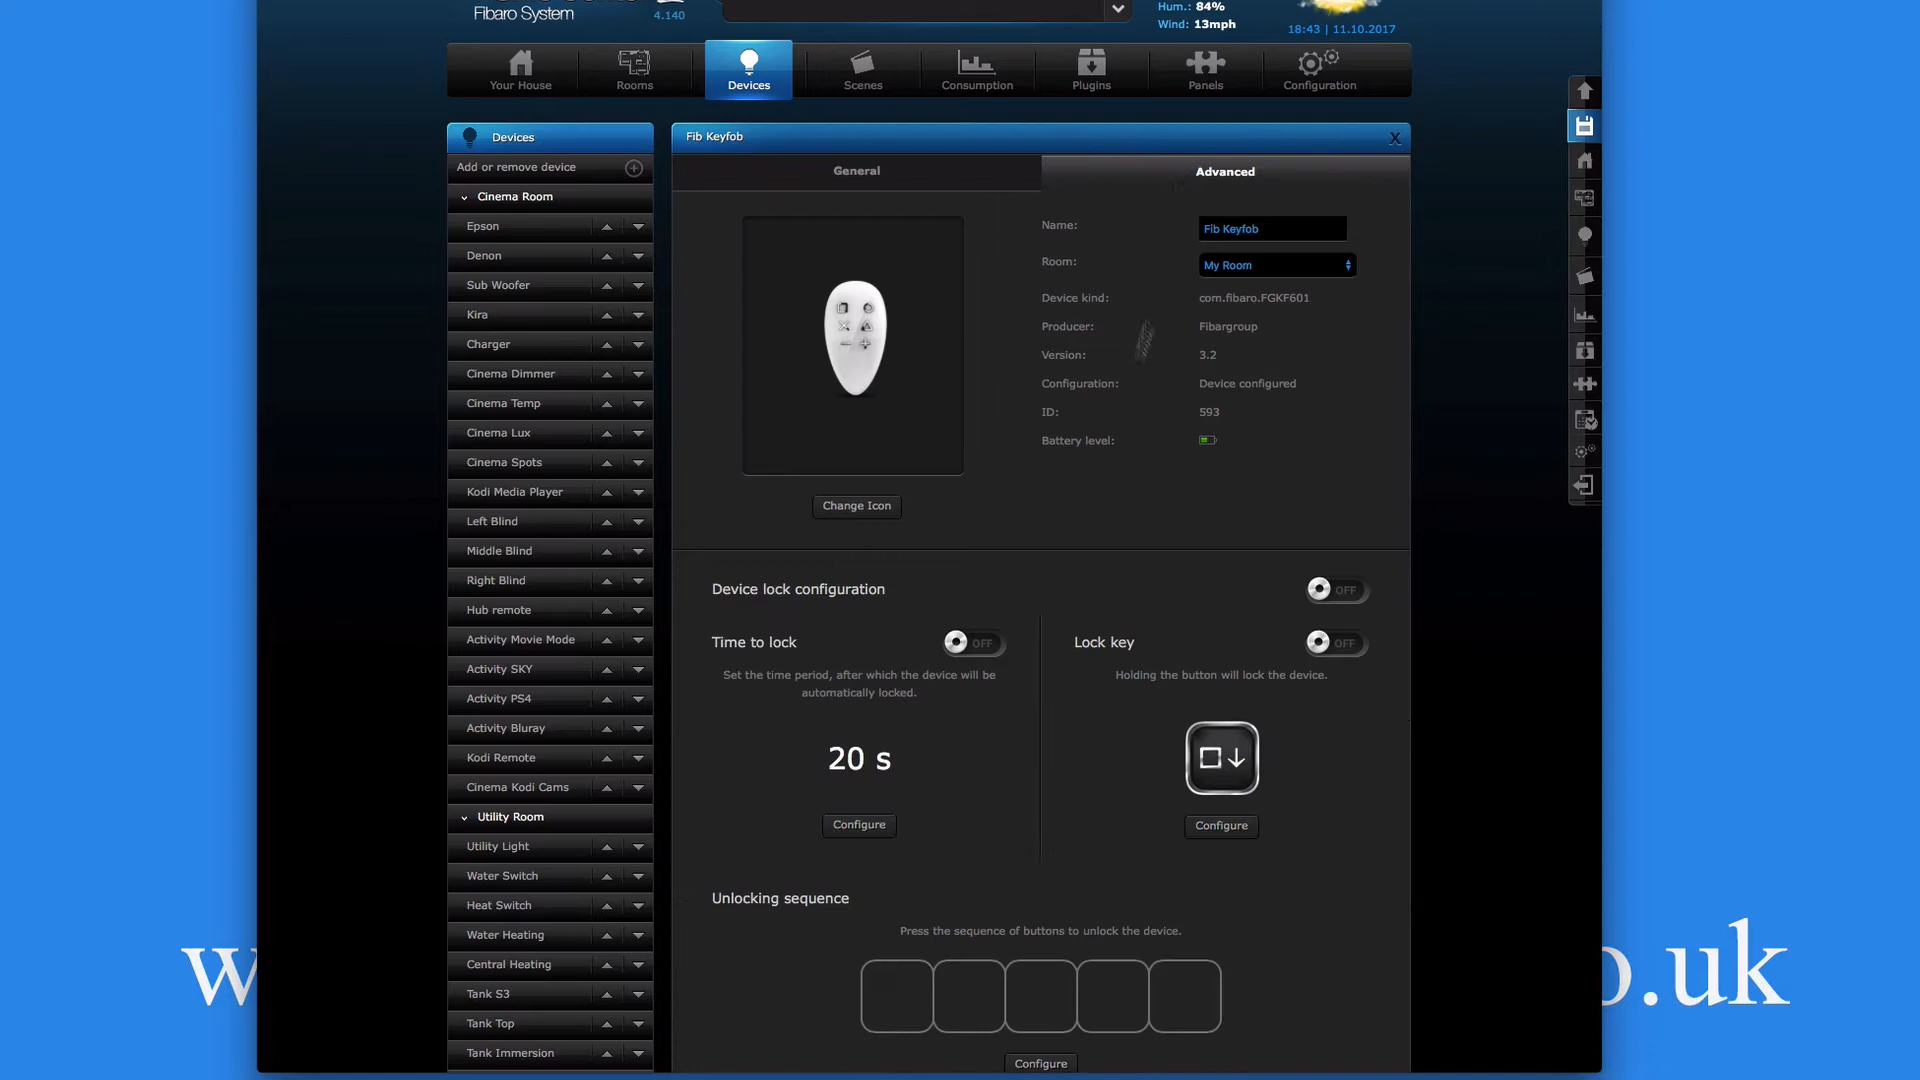 Fibaro System
4.140
Hum.: 84%
Wind: 13mph
18:43 | 11.10.2017
Your House
Rooms
Devices
Scenes
Consumption
Plugins
Panels
Configuration
Devices
Add or remove device
Cinema Room
Epson
Denon
Sub Woofer
Kira
Charger
Cinema Dimmer
Cinema Temp
Cinema Lux
Cinema Spots
Kodi Media Player
Left Blind
Middle Blind
Right Blind
Hub remote
Activity Movie Mode
Activity SKY
Activity PS4
Activity Bluray
Kodi Remote
Cinema Kodi Cams
Utility Room
Utility Light
Water Switch
Heat Switch
Water Heating
Central Heating
Tank S3
Tank Top
Tank Immersion
Fib Keyfob
X
General
Advanced
Name: Fib Keyfob
Room: My Room
Device kind: com.fibaro.FGKF601
Producer: Fibargroup
Version: 3.2
Configuration: Device configured
ID: 593
Battery level:
Change Icon
Device lock configuration OFF
Time to lock OFF
Set the time period, after which the device will be
automatically locked.
20 s
Configure
Lock key OFF
Holding the button will lock the device.
Configure
Unlocking sequence
Press the sequence of buttons to unlock the device.
Configure
w
o.uk